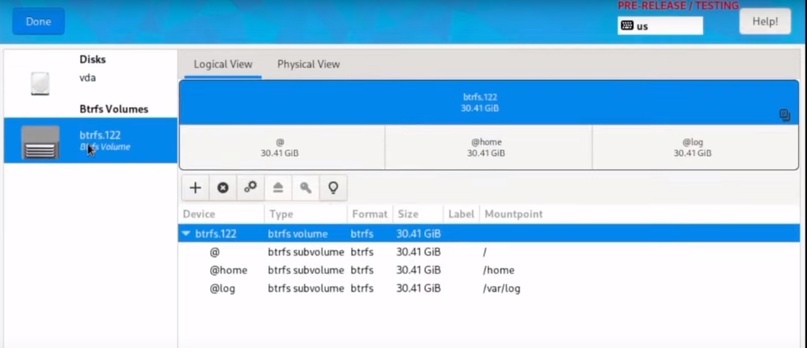 PRE-RELEASE / TESTING
Done
us
Help!
Disks
vda
Btrfs Volumes
btrfs.122
Btrfs Volume
Logical View Physical View
btrfs.122
30.41 GiB
@ @home @log
30.41 GiB 30.41 GiB 30.41 GiB
Device Type Format Size Label Mountpoint
btrfs.122 btrfs volume btrfs 30.41 GiB
@ btrfs subvolume btrfs 30.41 GiB /
@home btrfs subvolume btrfs 30.41 GiB /home
@log btrfs subvolume btrfs 30.41 GiB /var/log